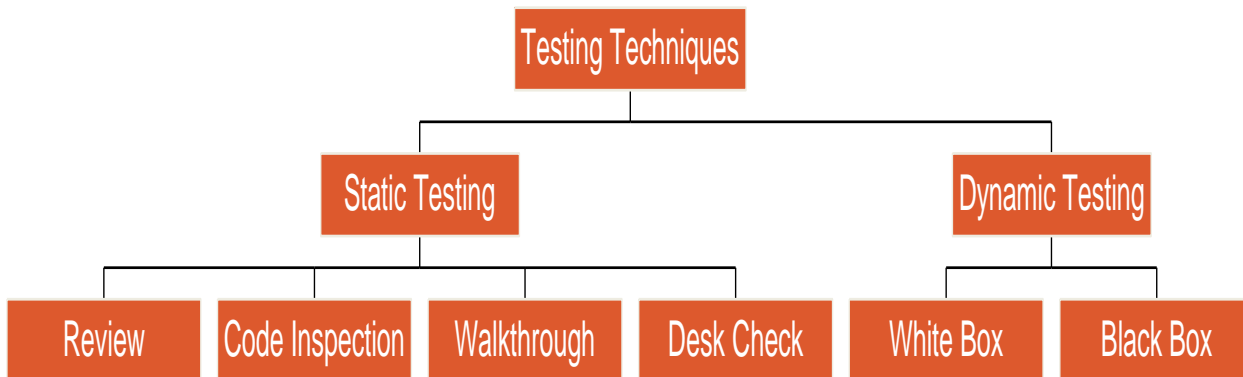 Testing Techniques
Static Testing
Dynamic Testing
Review
Code Inspection
Walkthrough
Desk Check
White Box
Black Box